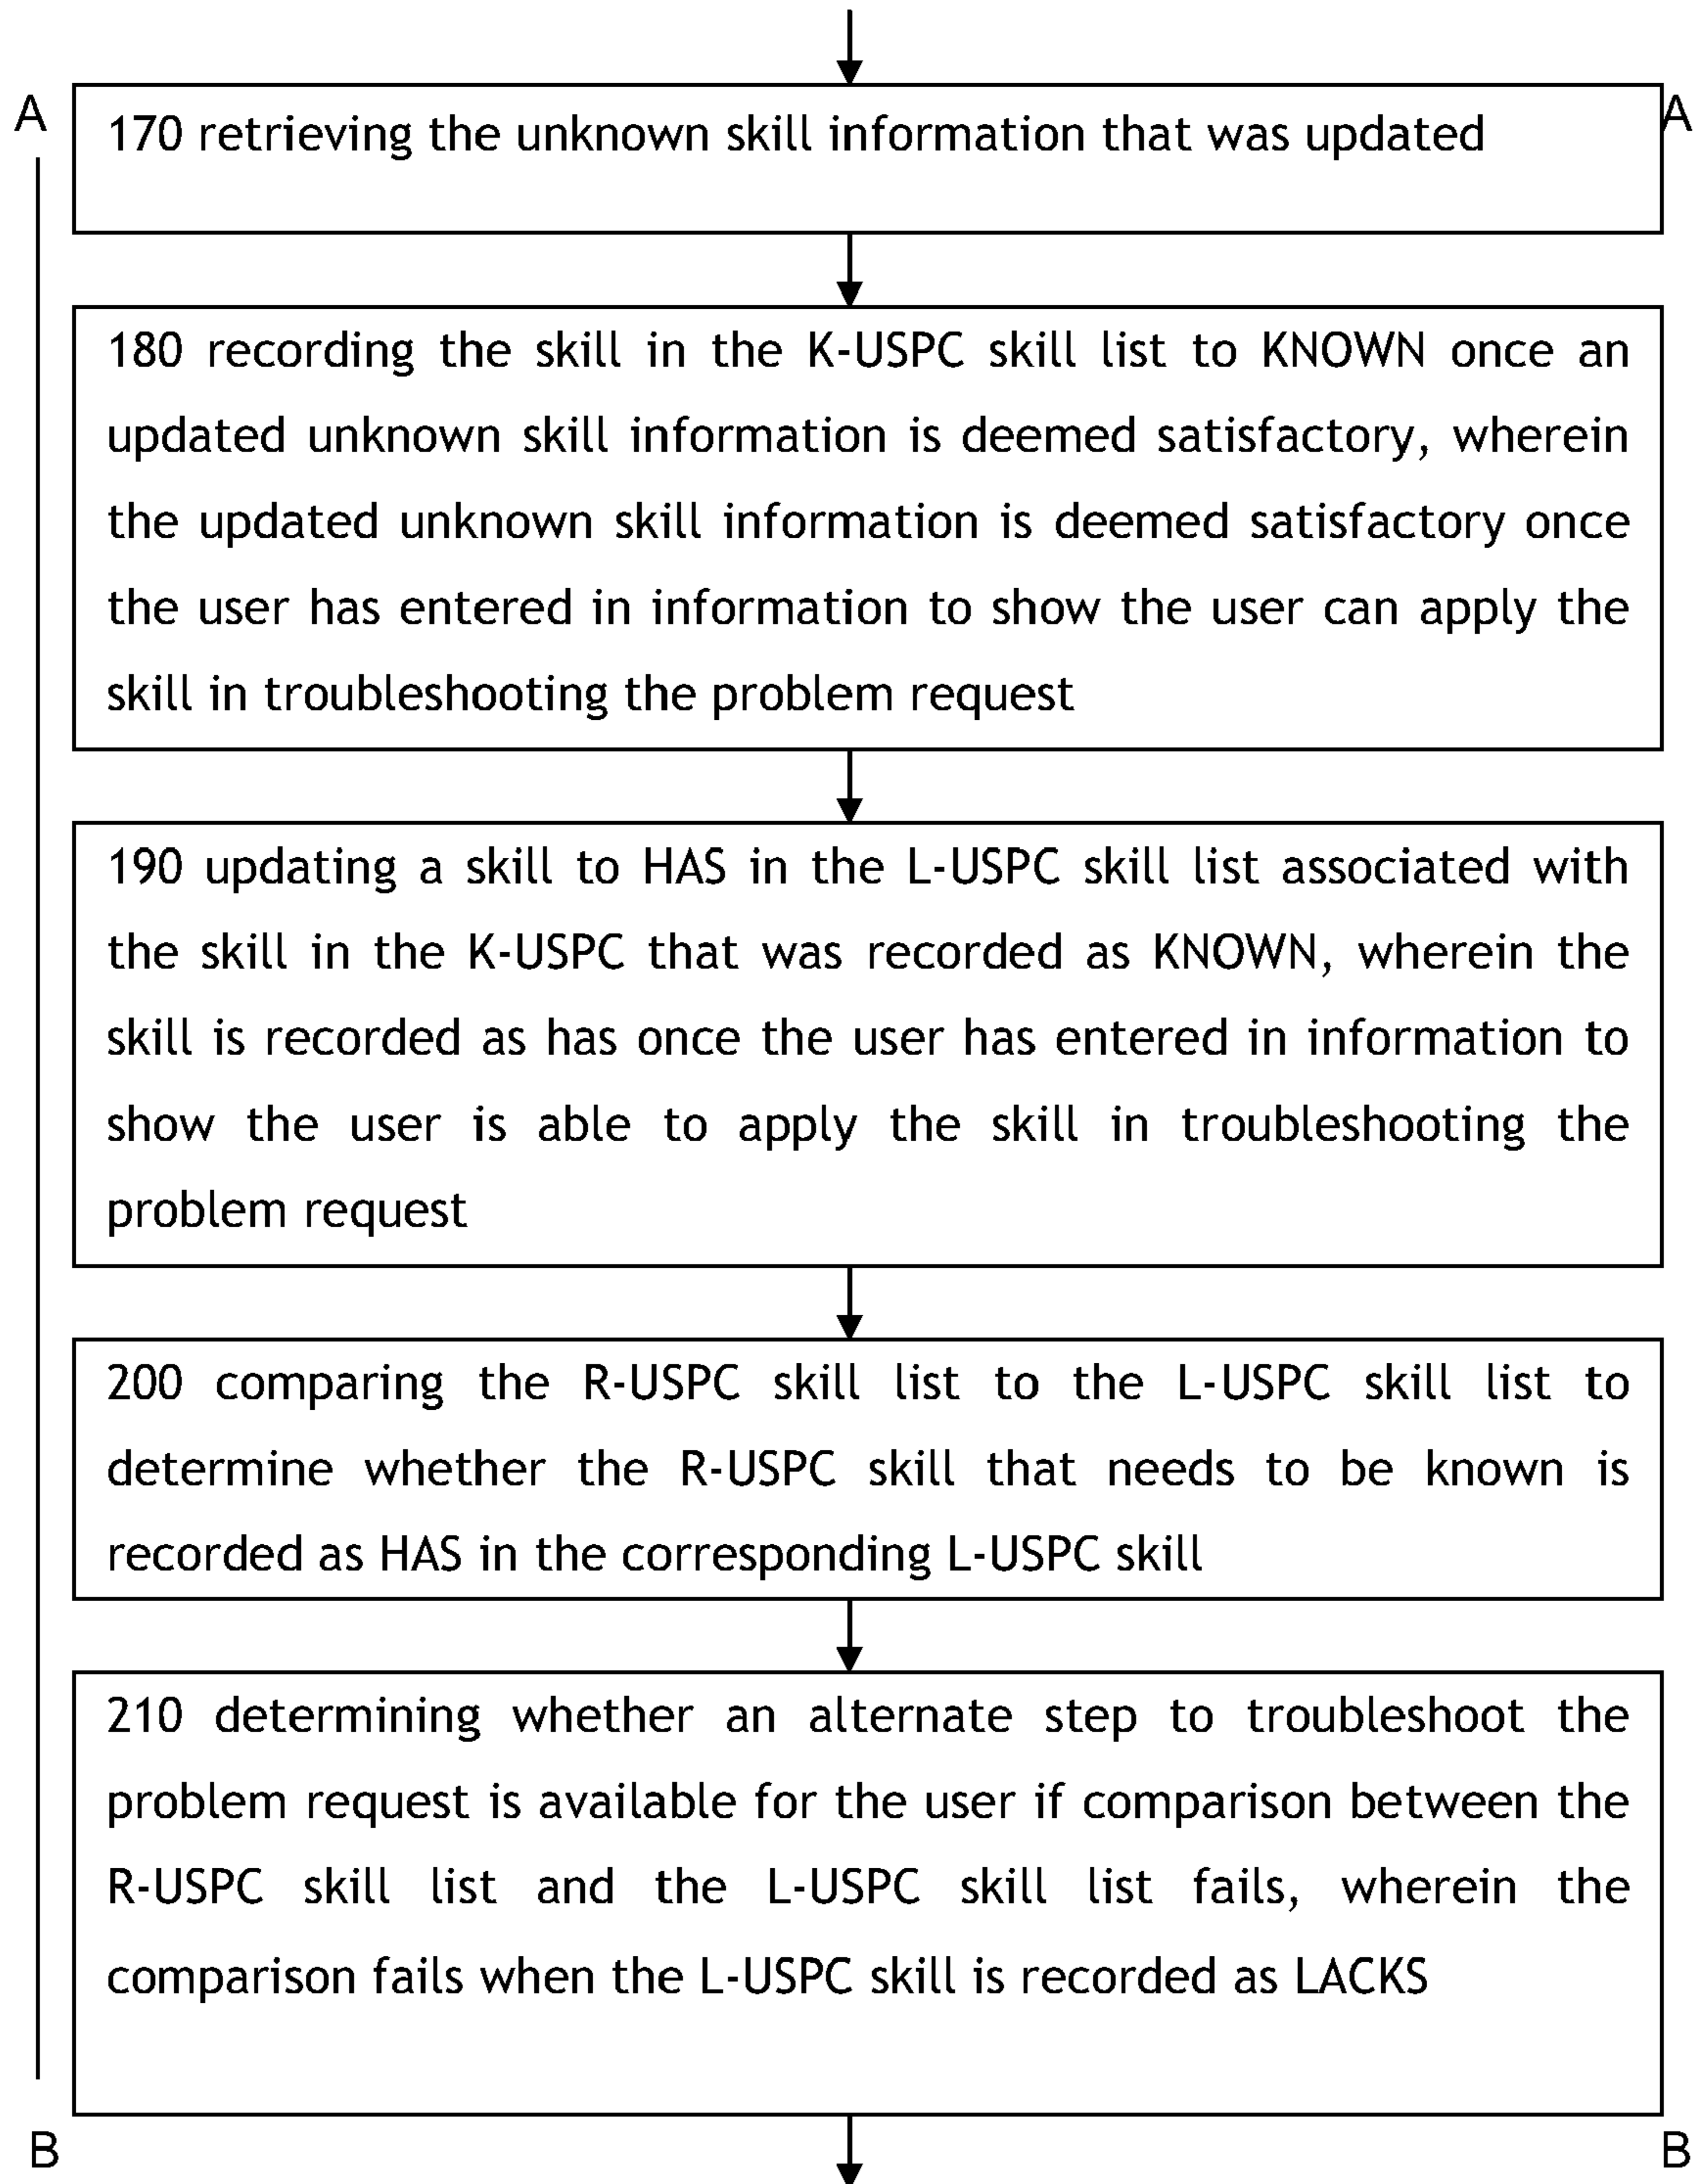 A
A
170 retrieving the unknown skill information that was updated
180 recording the skill in the K-USPC skill list to KNOWN once an
updated unknown skill information is deemed satisfactory, wherein
the updated unknown skill information is deemed satisfactory once
the user has entered in information to show the user can apply the
skill in troubleshooting the problem request
190 updating a skill to HAS in the L-USPC skill list associated with
the skill in the K-USPC that was recorded as KNOWN, wherein the
skill is recorded as has once the user has entered in information to
show the user is able to apply the skill in troubleshooting the
problem request
200 comparing the R-USPC skill list to the L-USPC skill list to
determine whether the R-USPC skill that needs to be known is
recorded as HAS in the corresponding L-USPC skill
210 determining whether an alternate step to troubleshoot the
problem request is available for the user if comparison between the
R-USPC skill list and the L-USPC skill list fails, wherein the
comparison fails when the L-USPC skill is recorded as LACKS
B
B